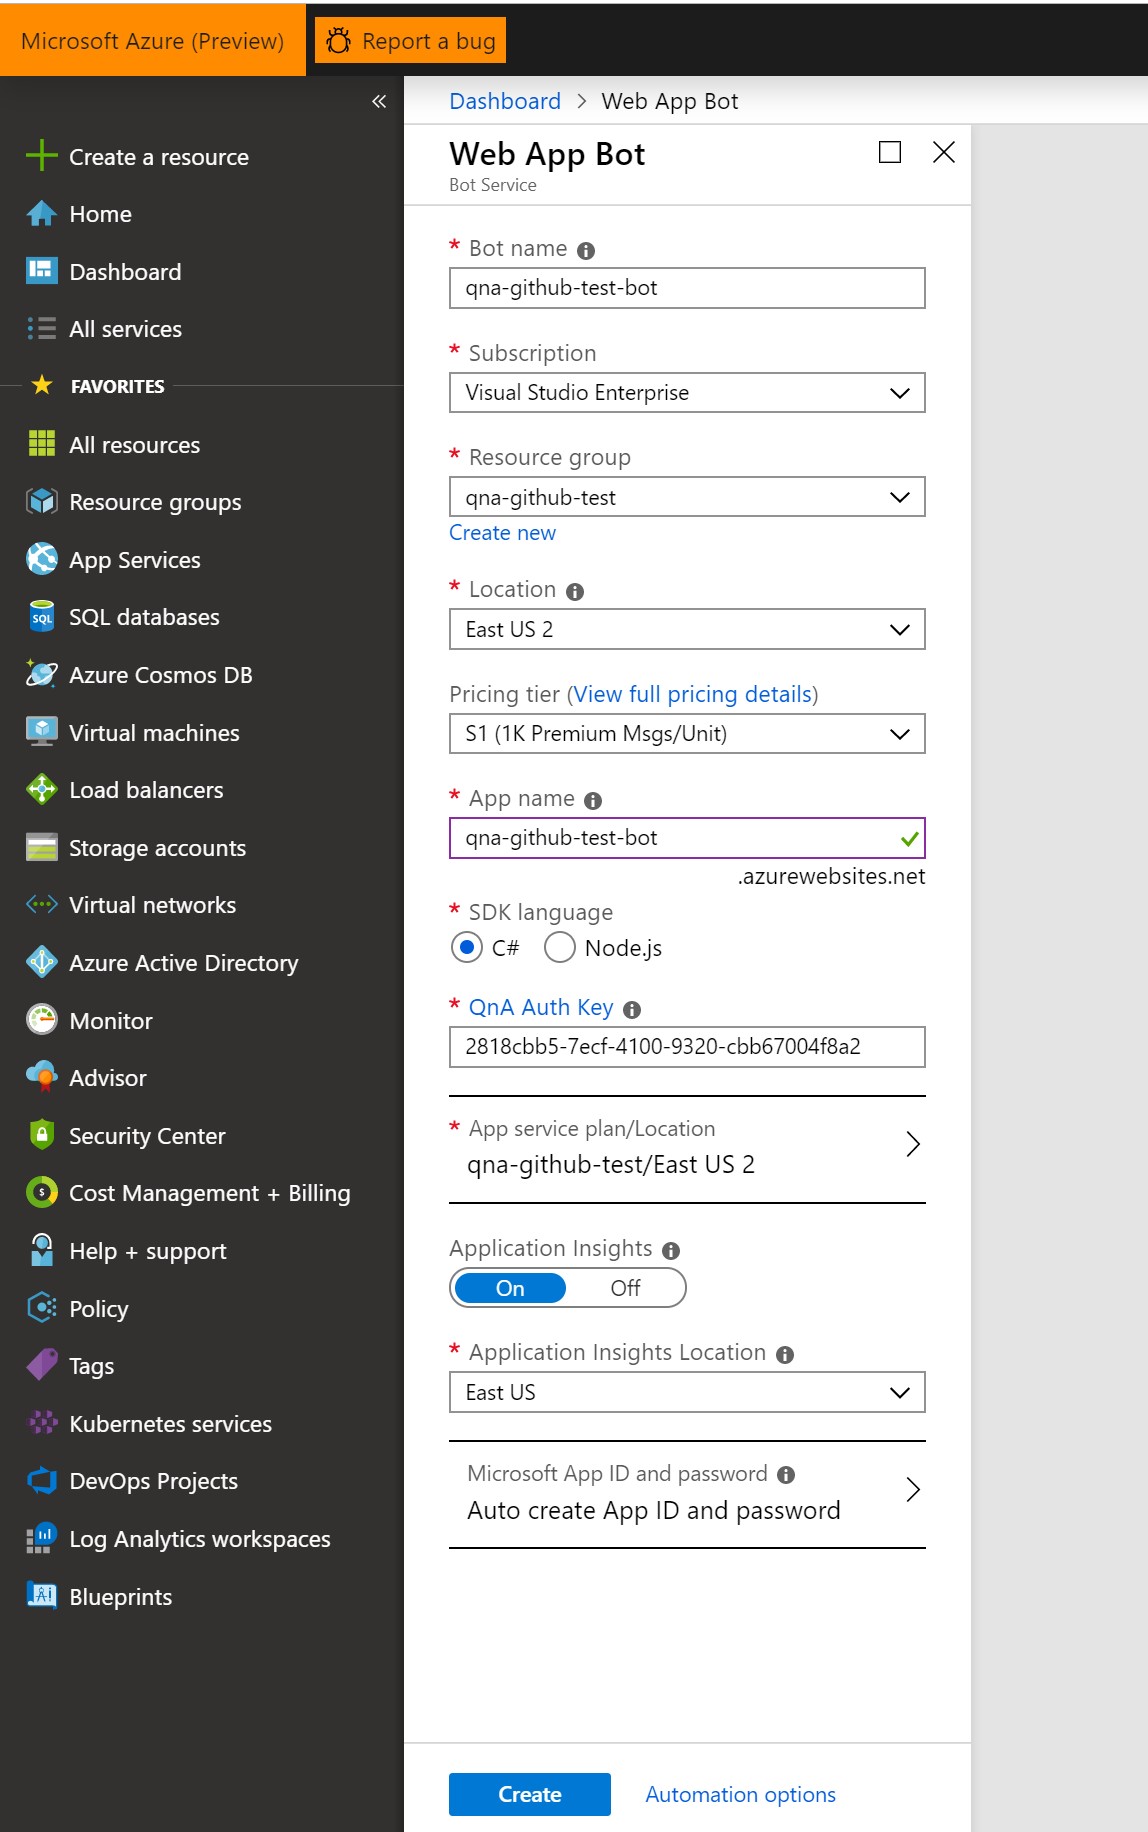 Microsoft Azure (Preview)
Report a bug
«
Create a resource
Home
Dashboard
All services
FAVORITES
All resources
Resource groups
App Services
SQL
SQL databases
Azure Cosmos DB
Virtual machines
Load balancers
Storage accounts
Virtual networks
Azure Active Directory
Monitor
Advisor
Security Center
$
Cost Management + Billing
Help + support
Policy
Tags
Kubernetes services
DevOps Projects
Log Analytics workspaces
Blueprints
Dashboard > Web App Bot
Web App Bot
Bot Service
* Bot name
qna-github-test-bot
* Subscription
Visual Studio Enterprise
* Resource group
qna-github-test
Create new
* Location
East US 2
Pricing tier (View full pricing details)
S1 (1K Premium Msgs/Unit)
* App name
qna-github-test-bot
.azurewebsites.net
* SDK language
C# Node.js
* QnA Auth Key
2818cbb5-7ecf-4100-9320-cbb67004f8a2
* App service plan/Location
qna-github-test/East US 2
Application Insights
On Off
* Application Insights Location
East US
Microsoft App ID and password
Auto create App ID and password
Create Automation options